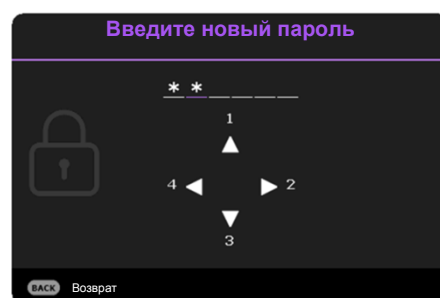 Введите новый пароль
* * _ _ _ _
1
4 2
3
BACK Возврат